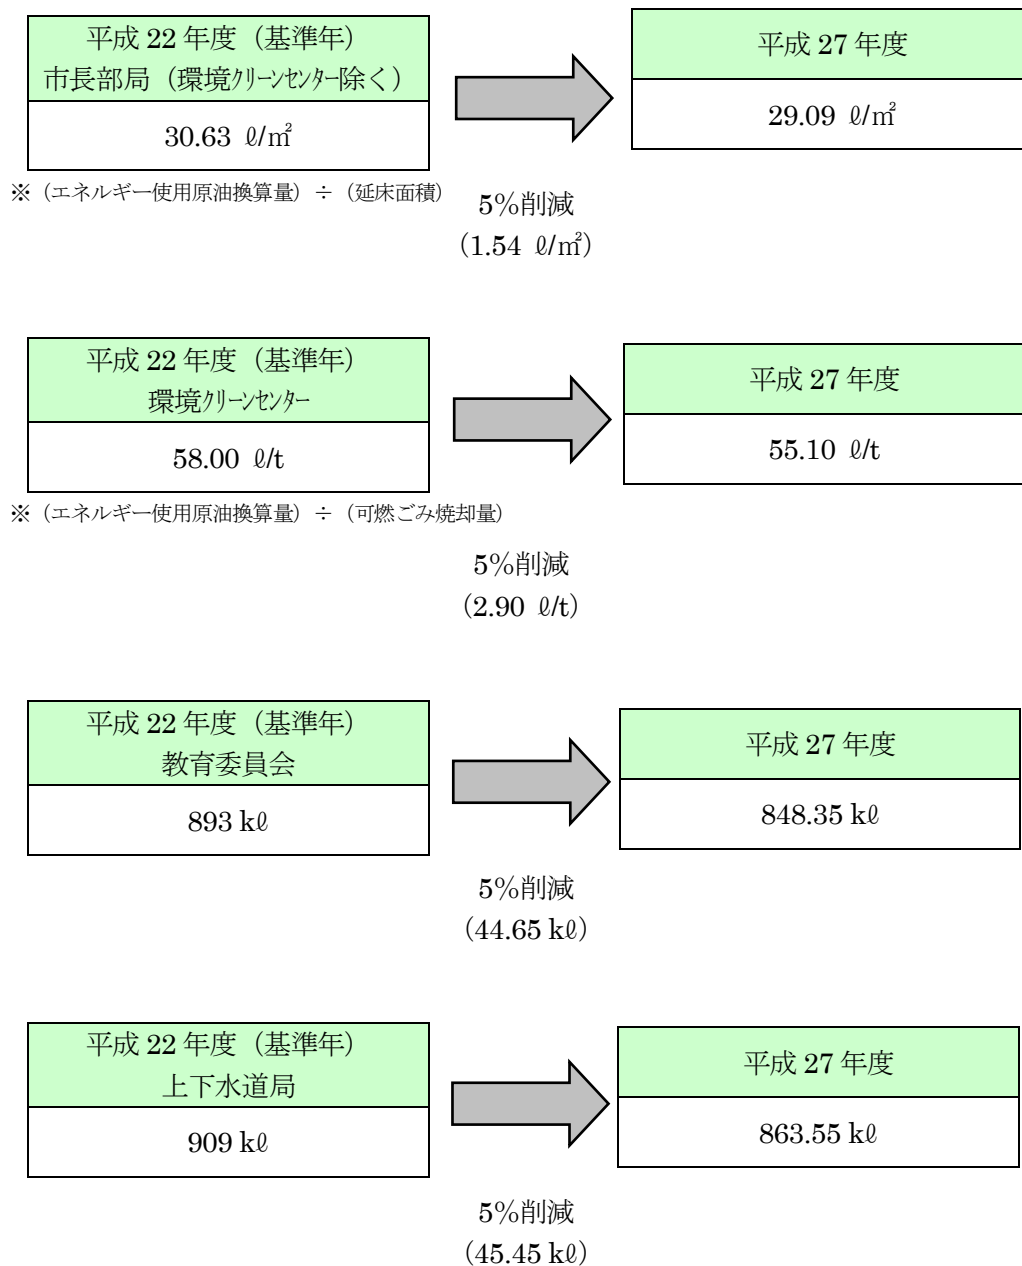 平成 22 年度（基準年）
市長部局（環境ｸﾘｰﾝｾﾝﾀｰ除く）
30.63 ℓ/㎡
平成 27 年度
29.09 ℓ/㎡
※（エネルギー使用原油換算量）÷（延床面積）
5%削減
（1.54 ℓ/㎡）
平成 22 年度（基準年）
環境ｸﾘｰﾝｾﾝﾀｰ
58.00 ℓ/t
平成 27 年度
55.10 ℓ/t
※（エネルギー使用原油換算量）÷（可燃ごみ焼却量）
5%削減
（2.90 ℓ/t）
平成 22 年度（基準年）
教育委員会
893 kℓ
平成 27 年度
848.35 kℓ
5%削減
（44.65 kℓ）
平成 22 年度（基準年）
上下水道局
909 kℓ
平成 27 年度
863.55 kℓ
5%削減
（45.45 kℓ）